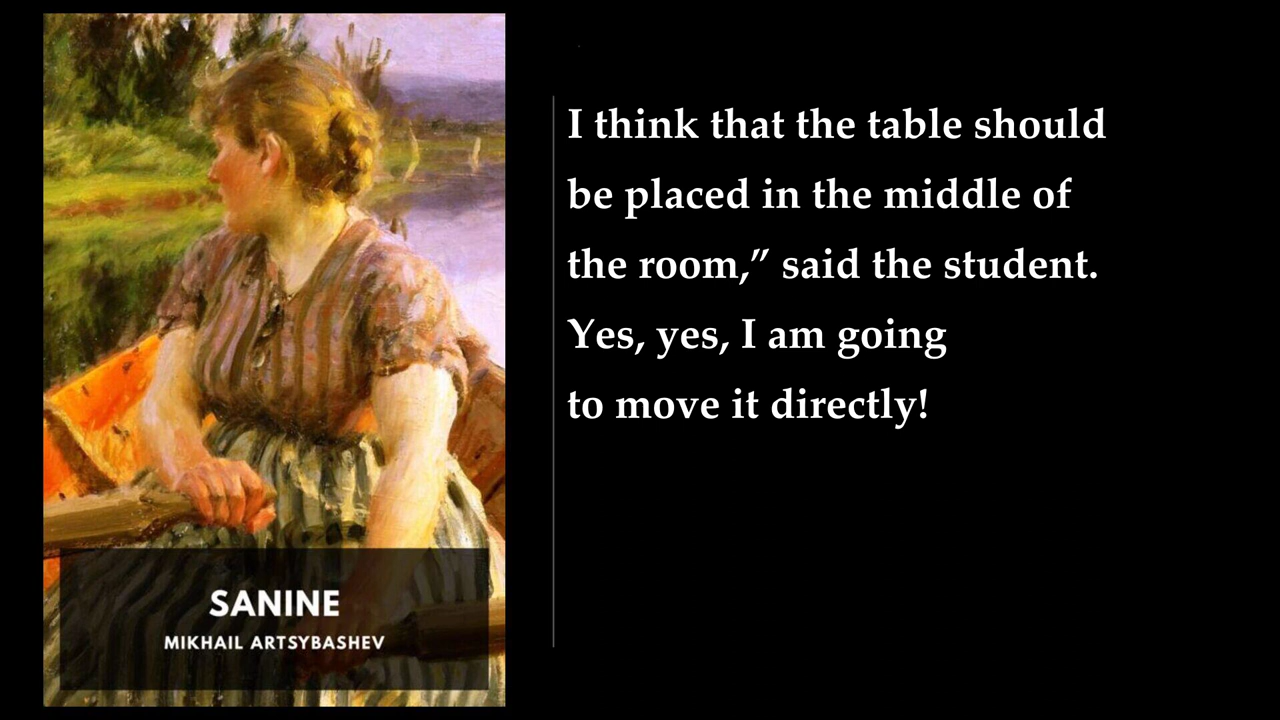 I think that the table should
be placed in the middle of
the room,” said the student.
Yes, yes, I am going
to move it directly!
SANINE
MIKHAIL ARTSYBASHEV